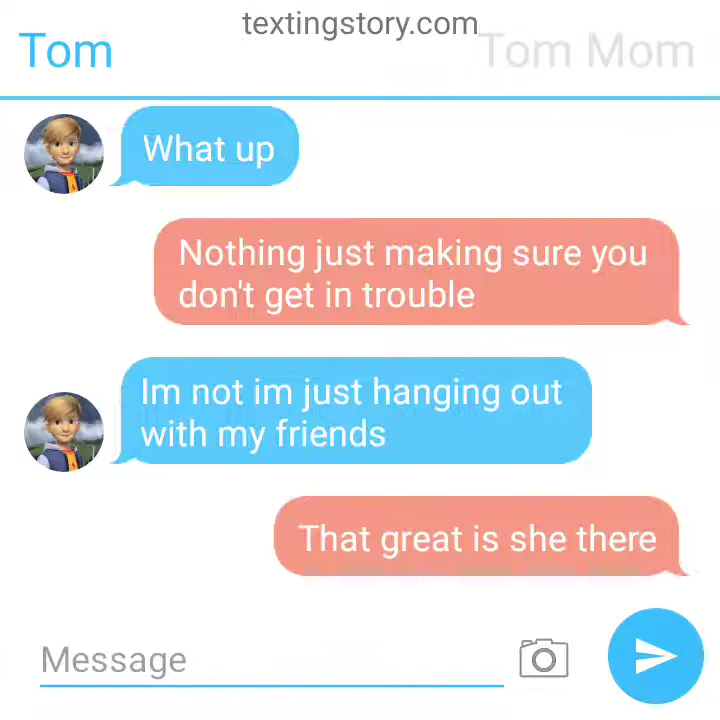 textingstory.com
Tom
Tom Mom
What up
Nothing just making sure you
don't get in trouble
Im not im just hanging out
with my friends
That great is she there
Message